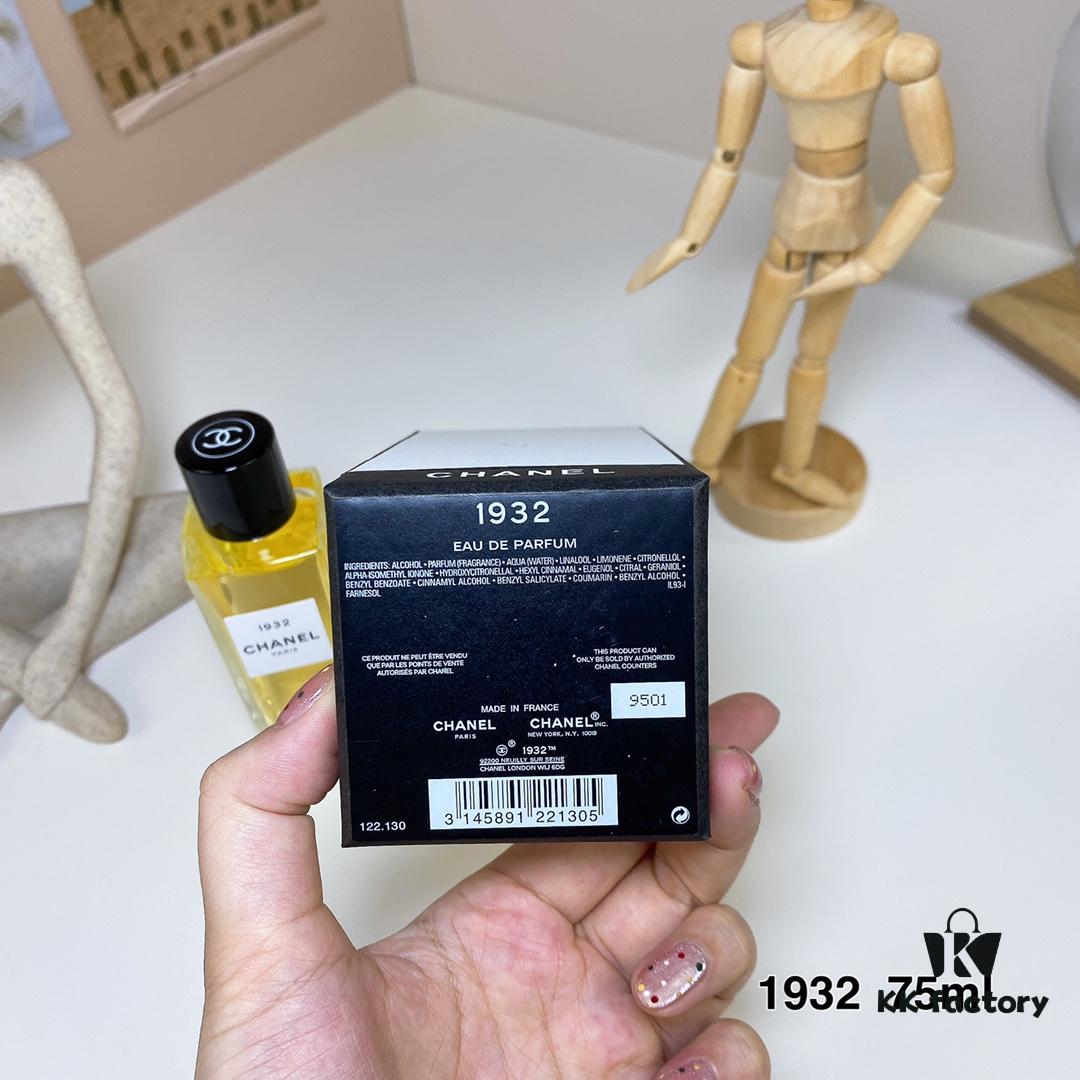 CHANEL
1932
EAU DE PARFUM
INGREDIENTS: ALCOHOL • PARFUM (FRAGRANCE) • AQUA (WATER) • LINALOOL • LIMONENE • CITRONELLOL •
ALPHA-ISOMETHYL IONONE • HYDROXYCITRONELLAL • HEXYL CINNAMAL • EUGENOL • CITRAL • GERANIOL •
BENZYL BENZOATE • CINNAMYL ALCOHOL • BENZYL SALICYLATE • COUMARIN • BENZYL ALCOHOL •
FARNESOL
IL93-I
1932
CHANEL
PARIS
CE PRODUIT NE PEUT ÊTRE VENDU
QUE PAR LES POINTS DE VENTE
AUTORISÉS PAR CHANEL
THIS PRODUCT CAN
ONLY BE SOLD BY AUTHORIZED
CHANEL COUNTERS
9501
MADE IN FRANCE
CHANEL
PARIS
CHANEL® INC.
NEW YORK, N.Y. 10019
® 1932™
92200 NEUILLY SUR SEINE
CHANEL LONDON W1J 6DG
3 145891 221305
122.130
1932 75ml
K
KK Factory